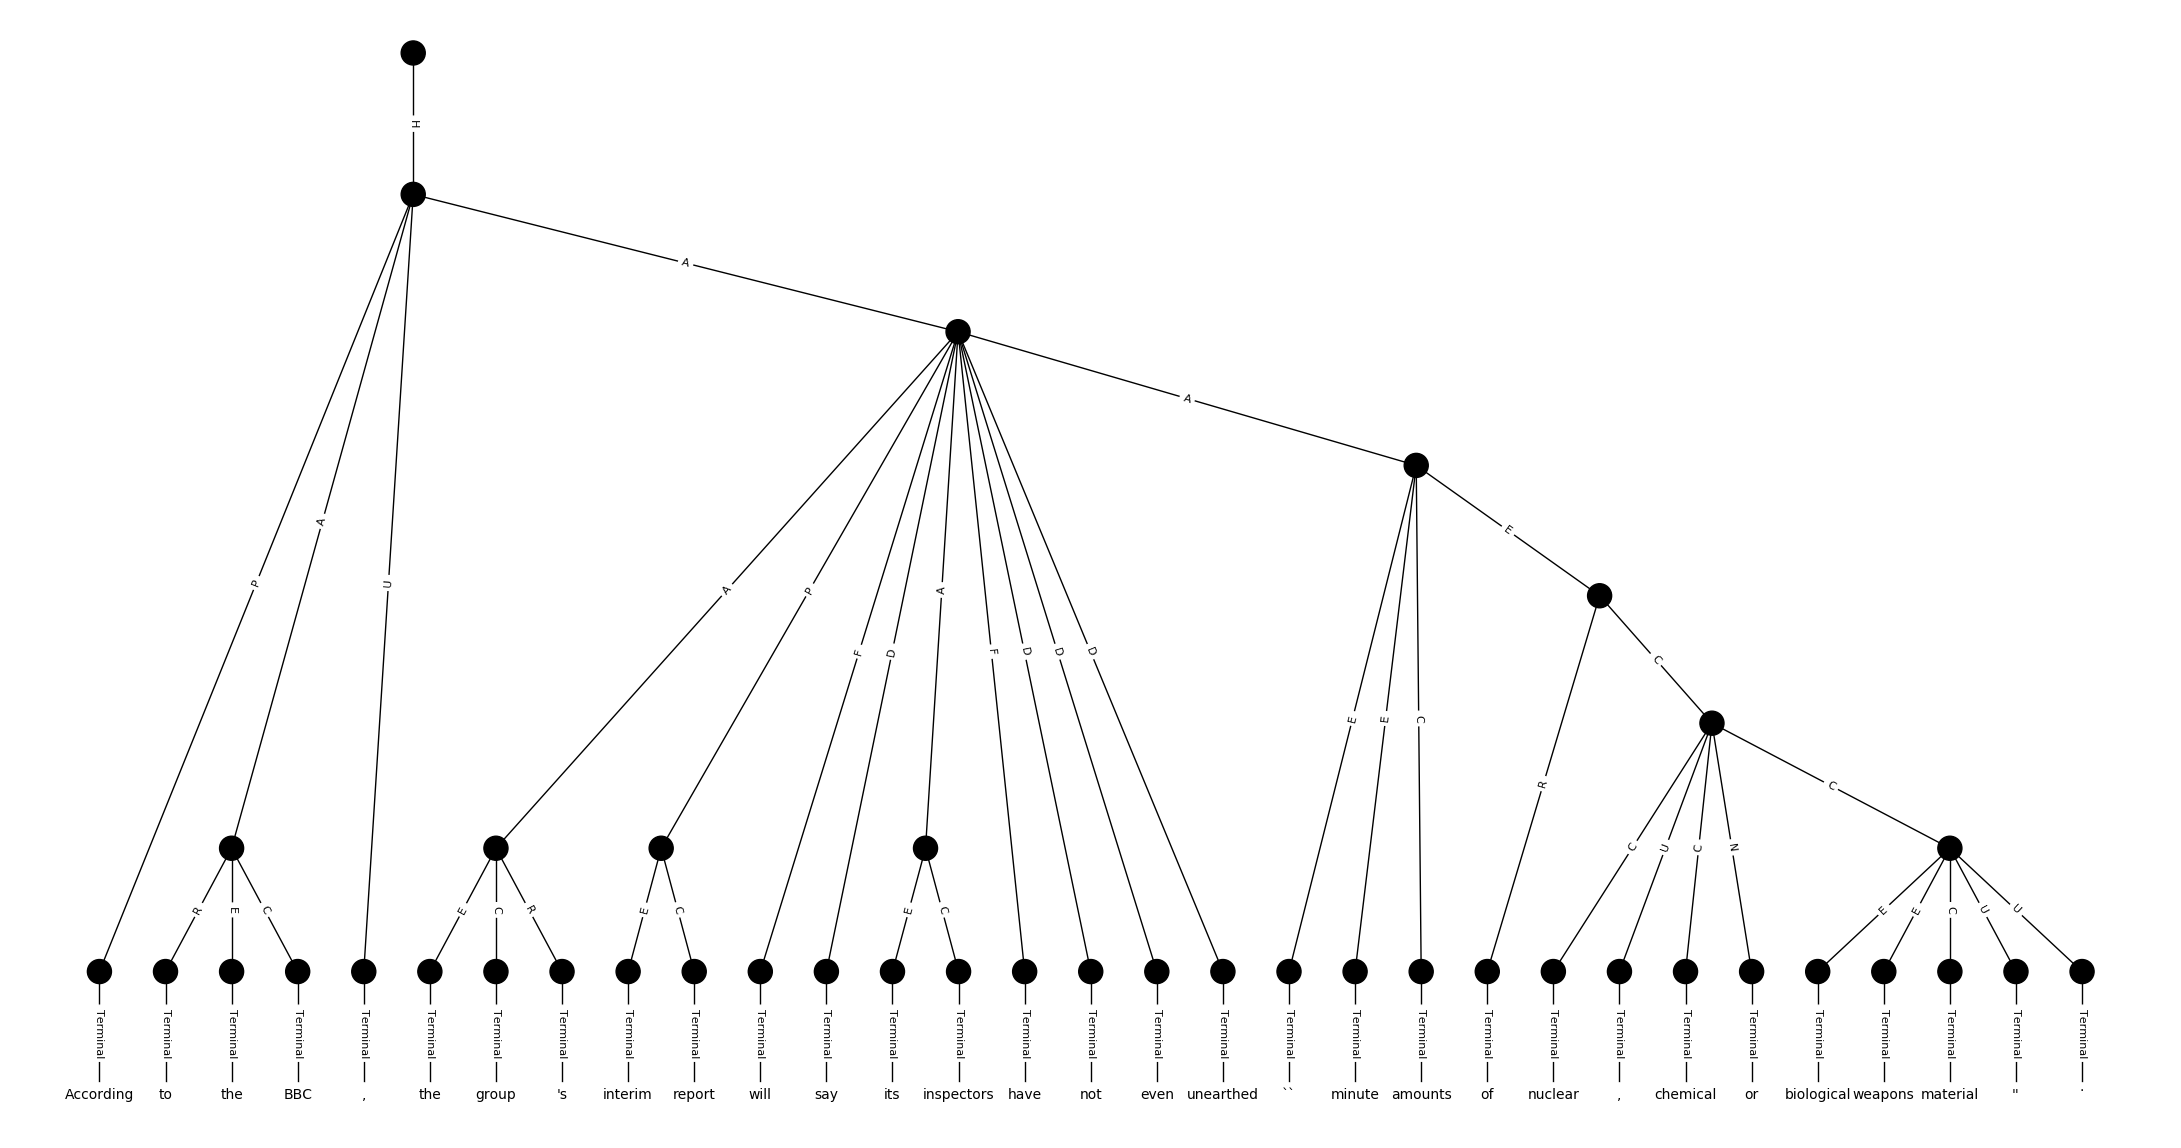 H
A
A
A
E
P
A
U
A
P
A
F
D
F
D
D
D
C
E
E
C
R
C
R
E
C
E
C
R
E
C
E
C
C
U
C
N
E
E
C
U
U
Terminal Terminal Terminal Terminal Terminal Terminal Terminal Terminal Terminal Terminal Terminal Terminal Terminal Terminal Terminal Terminal Terminal Terminal Terminal Terminal Terminal Terminal Terminal Terminal Terminal Terminal Terminal Terminal Terminal Terminal Terminal
According to the BBC , the group 's interim report will say its inspectors have not even unearthed `` minute amounts of nuclear , chemical or biological weapons material " .